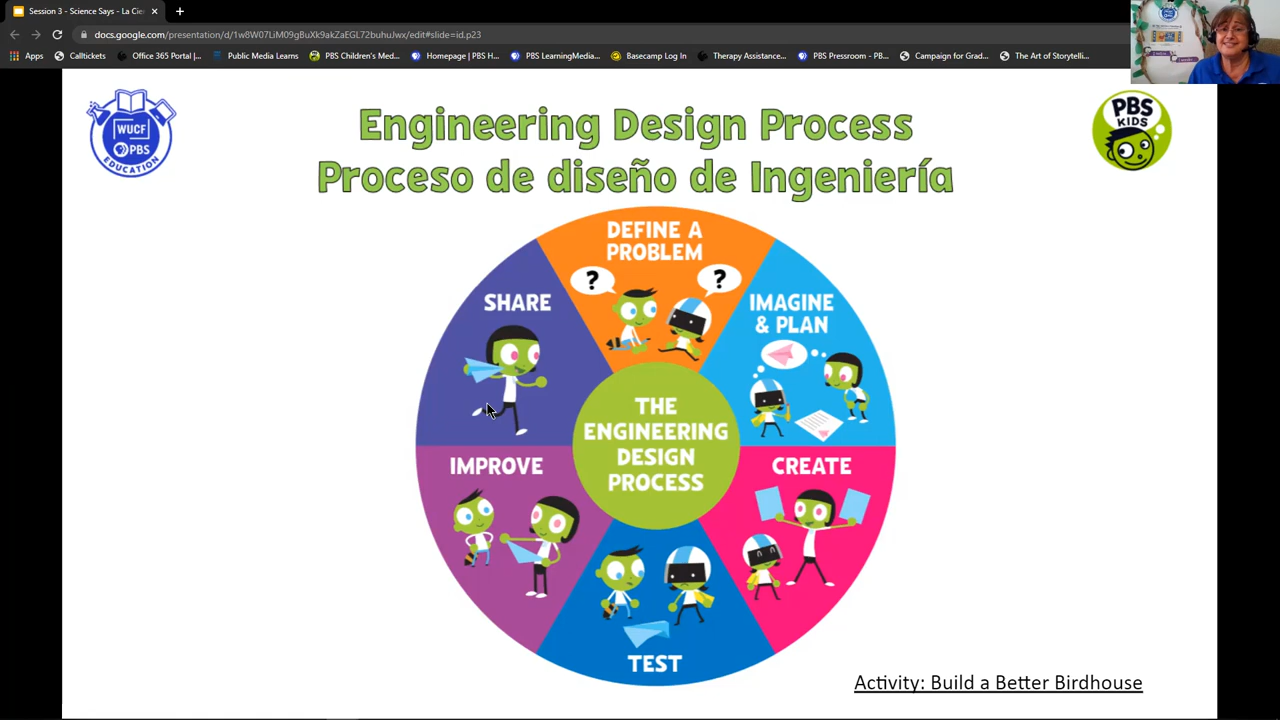 Session 3 - Science Says - La Cie
docs.google.com/presentation/d/1w8W07LiM09gBuXk9akZaEGL72buhuJwx/edit#slide=id.p23
Apps Calltickets Office 365 Portal |... Public Media Learns PBS Children's Med... Homepage | PBS H... PBS LearningMedia... Basecamp Log In Therapy Assistance... PBS Pressroom - PB... Campaign for Grad... The Art of Storytelli...
WUCF
PBS
EDUCATION
Engineering Design Process
Proceso de diseño de Ingeniería
PBS
KIDS
DEFINE A
PROBLEM
? ?
SHARE
IMAGINE
& PLAN
THE
ENGINEERING
DESIGN
PROCESS
IMPROVE
CREATE
TEST
Activity: Build a Better Birdhouse